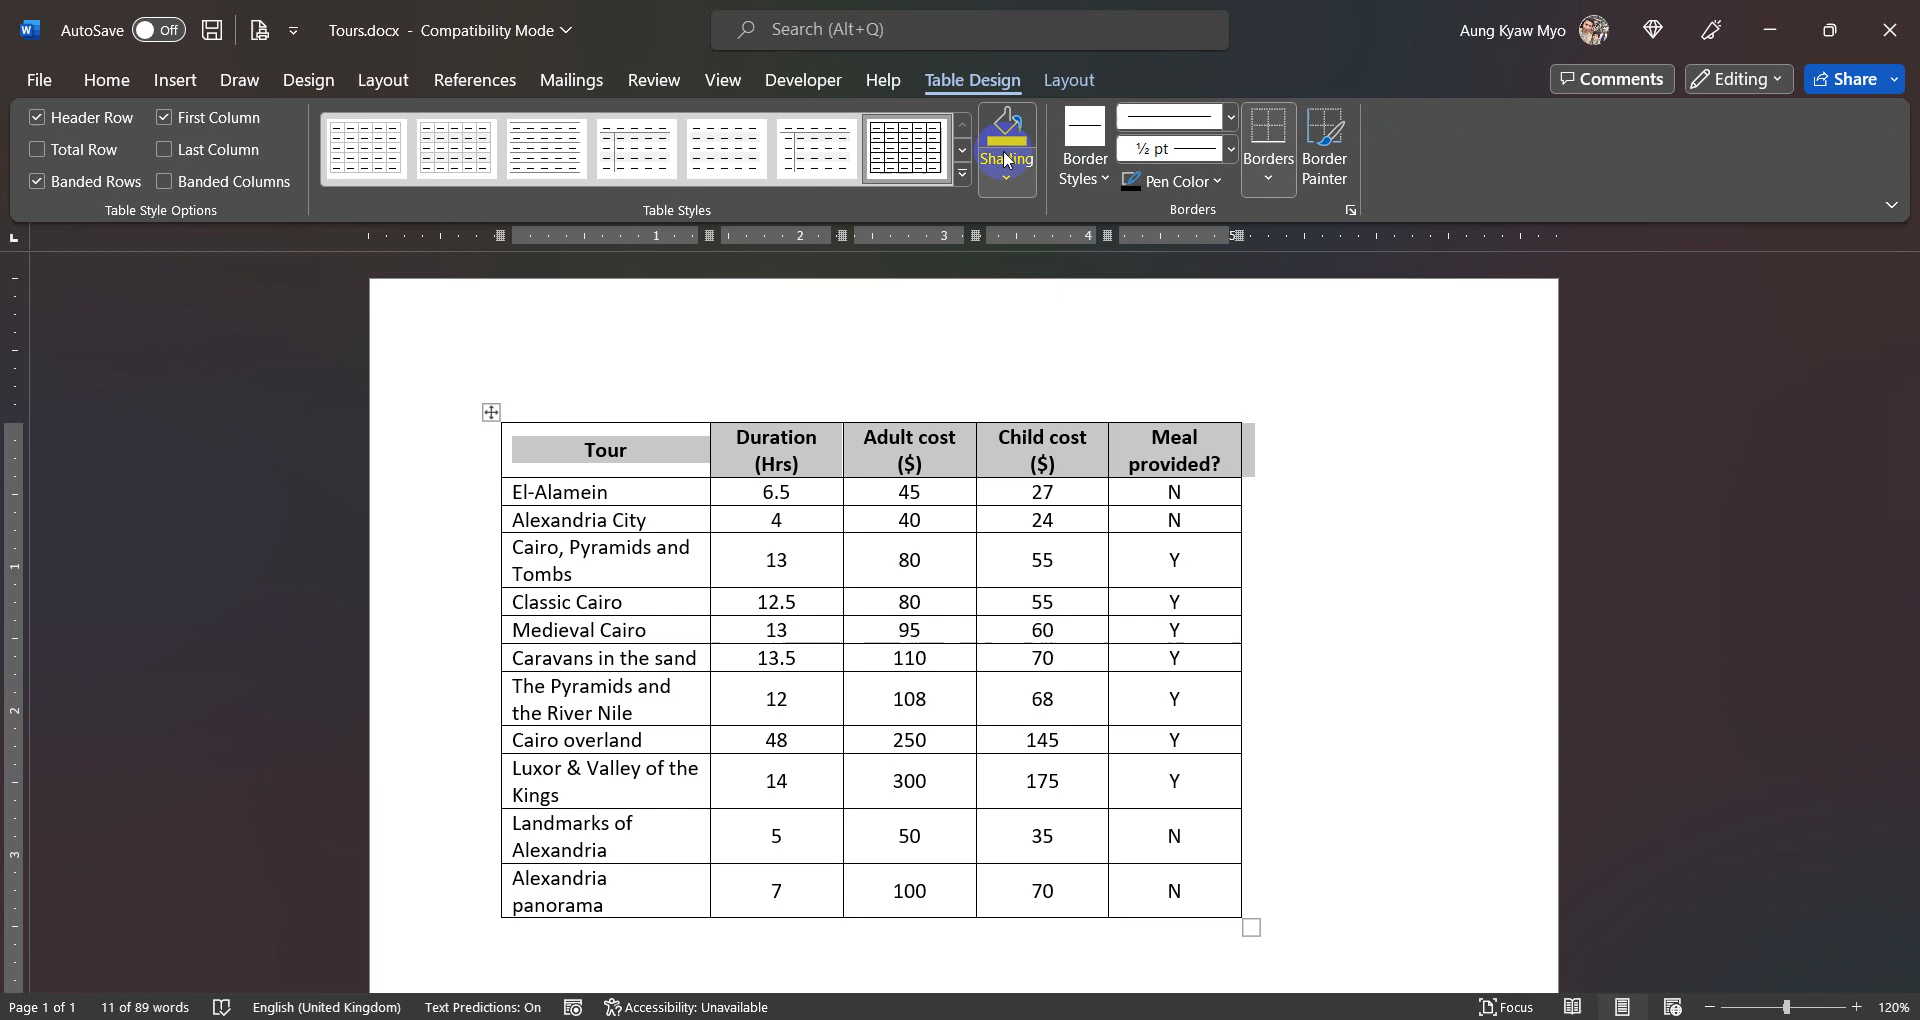 AutoSave Off Tours.docx - Compatibility Mode Search (Alt+Q) Aung Kyaw Myo
File Home Insert Draw Design Layout References Mailings Review View Developer Help Table Design Layout Comments Editing Share
Header Row First Column
Total Row Last Column
Banded Rows Banded Columns
Table Style Options
Table Styles
Shading
Border Styles
½ pt
Pen Color
Borders
Border Painter
Borders
1 2 3 4 5
Tour Duration (Hrs) Adult cost ($) Child cost ($) Meal provided?
El-Alamein 6.5 45 27 N
Alexandria City 4 40 24 N
Cairo, Pyramids and
Tombs 13 80 55 Y
Classic Cairo 12.5 80 55 Y
Medieval Cairo 13 95 60 Y
Caravans in the sand 13.5 110 70 Y
The Pyramids and
the River Nile 12 108 68 Y
Cairo overland 48 250 145 Y
Luxor & Valley of the
Kings 14 300 175 Y
Landmarks of
Alexandria 5 50 35 N
Alexandria
panorama 7 100 70 N
1
2
3
Page 1 of 1 11 of 89 words English (United Kingdom) Text Predictions: On Accessibility: Unavailable Focus 120%